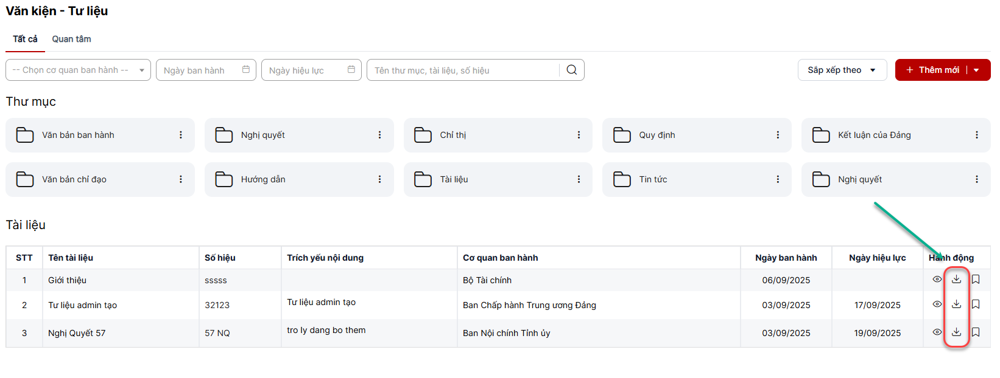 Văn kiện - Tư liệu
Tất cả Quan tâm
-- Chọn cơ quan ban hành -- Ngày ban hành Ngày hiệu lực Tên thư mục, tài liệu, số hiệu Sắp xếp theo + Thêm mới
Thư mục
Văn bản ban hành Nghị quyết Chỉ thị Quy định Kết luận của Đảng
Văn bản chỉ đạo Hướng dẫn Tài liệu Tin tức Nghị quyết
Tài liệu
STT Tên tài liệu Số hiệu Trích yếu nội dung Cơ quan ban hành Ngày ban hành Ngày hiệu lực Hành động
1 Giới thiệu sssss Bộ Tài chính 06/09/2025
2 Tư liệu admin tạo 32123 Tư liệu admin tạo Ban Chấp hành Trung ương Đảng 03/09/2025 17/09/2025
3 Nghị Quyết 57 57 NQ tro ly dang bo them Ban Nội chính Tỉnh ủy 03/09/2025 19/09/2025